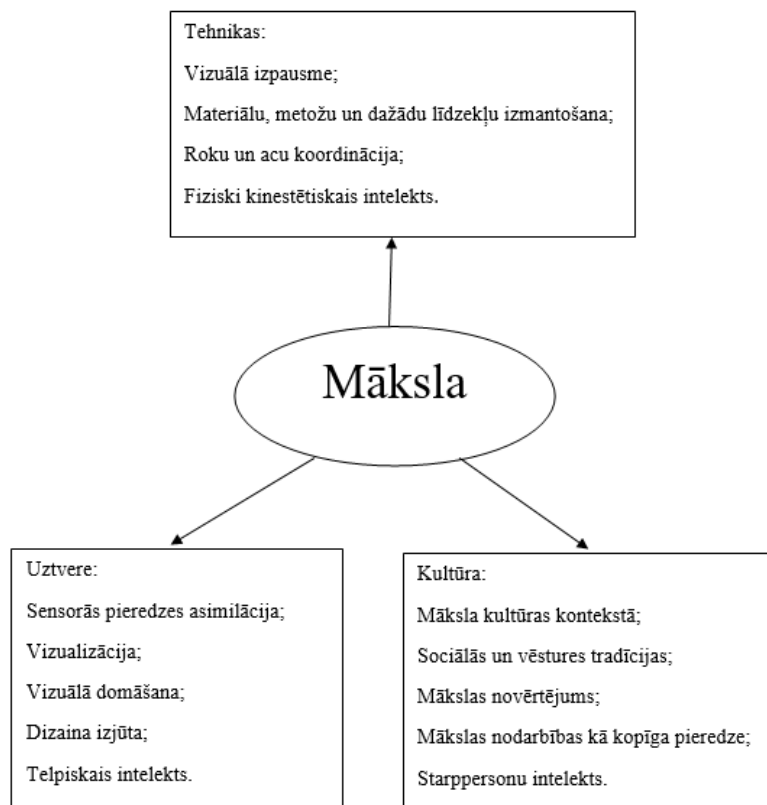 Tehnikas:
Vizuālā izpausme;
Materiālu, metožu un dažādu līdzekļu izmantošana;
Roku un acu koordinācija;
Fiziski kinestētiskais intelekts.
Māksla
Uztvere:
Sensorās pieredzes asimilācija;
Vizualizācija;
Vizuālā domāšana;
Dizaina izjūta;
Telpiskais intelekts.
Kultūra:
Māksla kultūras kontekstā;
Sociālās un vēstures tradīcijas;
Mākslas novērtējums;
Mākslas nodarbības kā kopīga pieredze;
Starppersonu intelekts.